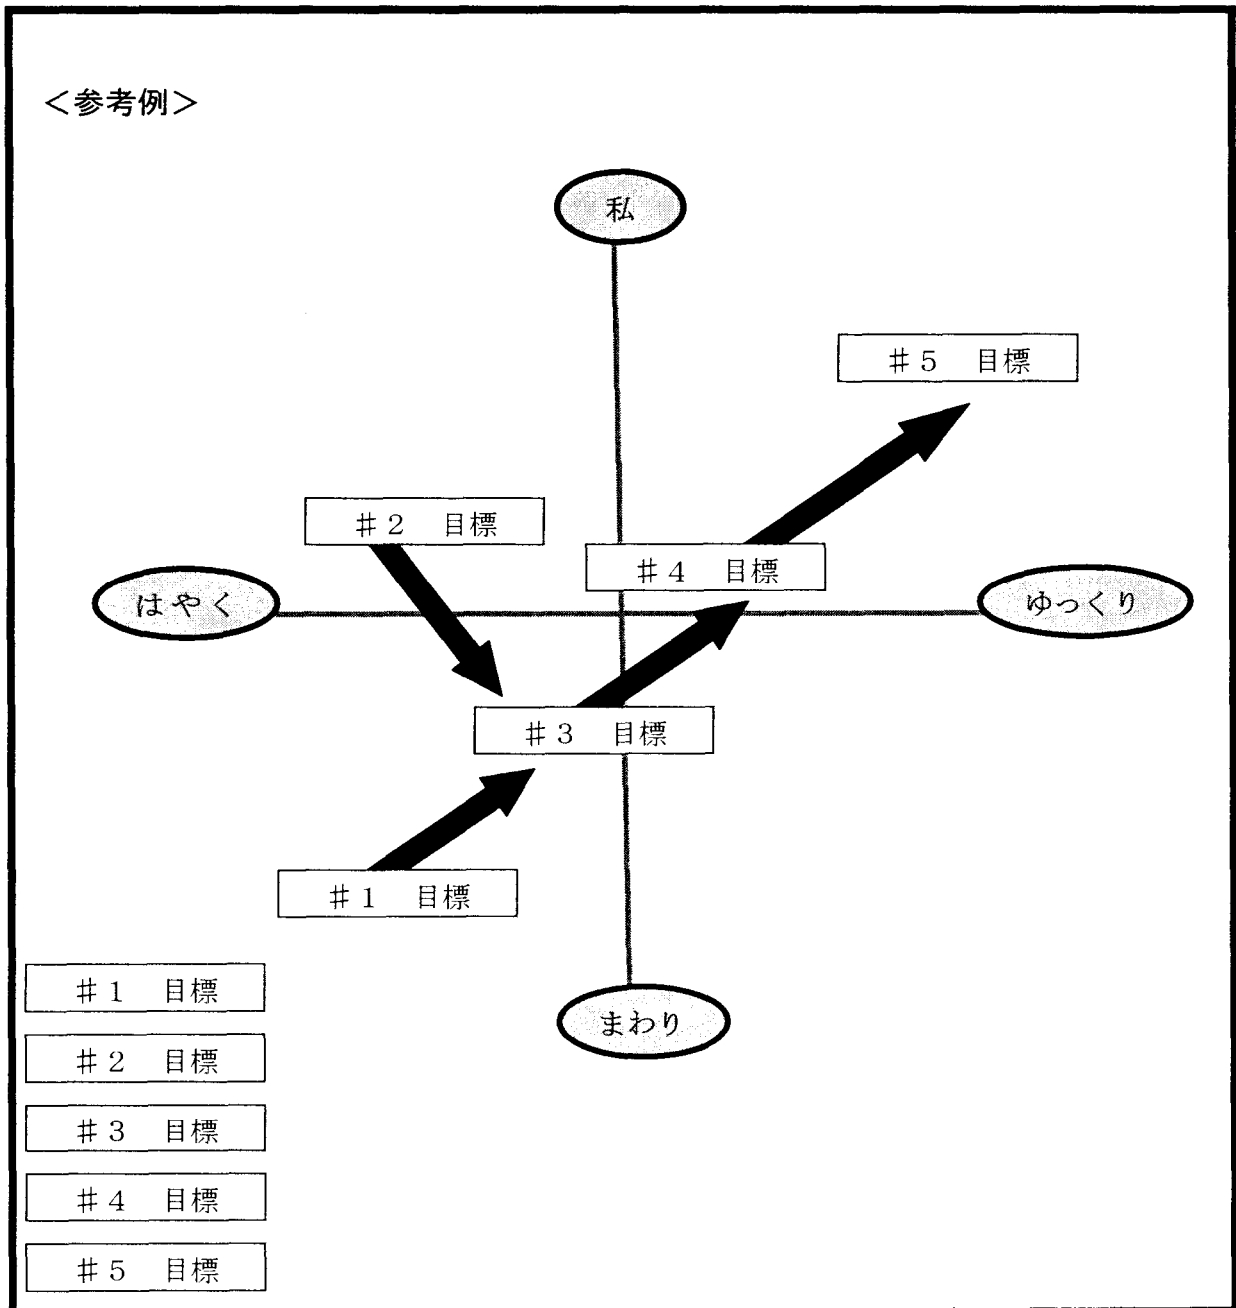 ＜参考例＞
私
＃５　目標
＃２　目標
＃４　目標
はやく
ゆっくり
＃３　目標
＃１　目標
まわり
＃１　目標
＃２　目標
＃３　目標
＃４　目標
＃５　目標